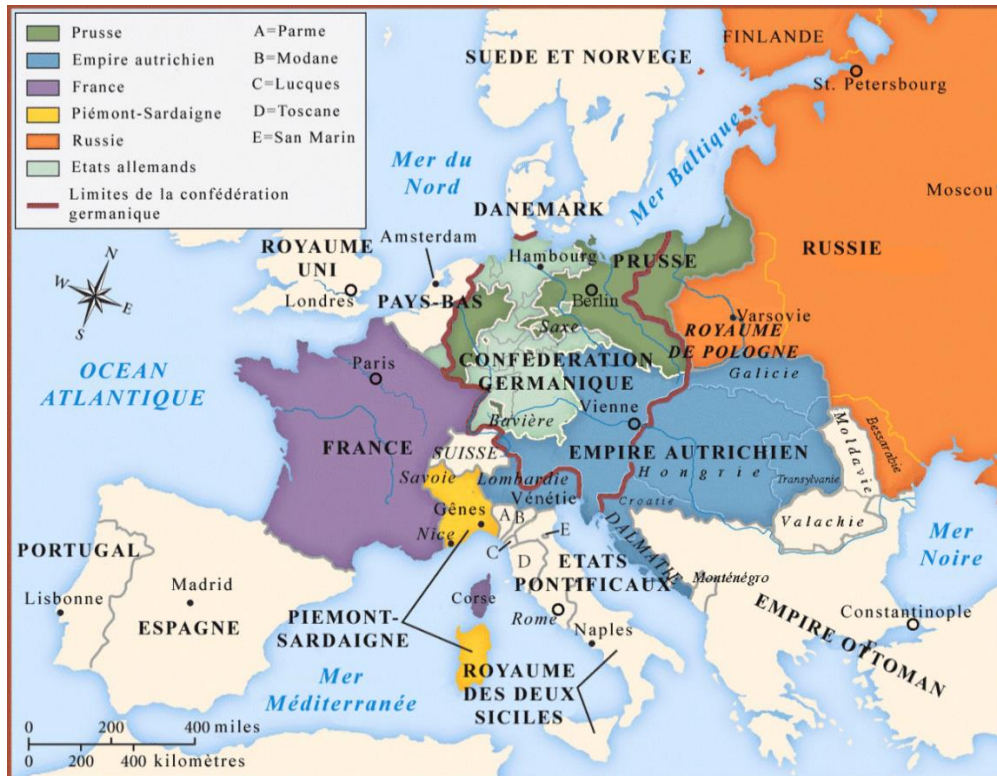 Prusse
Empire autrichien
France
Piémont-Sardaigne
Russie
Etats allemands
Limites de la confédération
germanique
A=Parme
B=Modane
C=Lucques
D=Toscane
E=San Marin
SUEDE ET NORVEGE
FINLANDE
St. Petersbourg
Mer du
Nord
Mer Baltique
Moscou
DANEMARK
ROYAUME
UNI
Londres
Amsterdam
PAYS-BAS
Hambourg
PRUSSE
Berlin
RUSSIE
N
E
S
W
Saxe
Varsovie
ROYAUME
DE POLOGNE
OCEAN
ATLANTIQUE
Paris
CONFÉDÉRATION
GERMANIQUE
Galicie
Vienne
Bavière
FRANCE
SUISSE
EMPIRE AUTRICHIEN
Hongrie
Moldavie
Bessarabie
Savoie
Lombardie
Vénétie
Transylvanie
Croatie
Valachie
Gênes
Nice
A
B
C
D
E
DALMATIE
Mer
Noire
PORTUGAL
Lisbonne
Madrid
ESPAGNE
Corse
PIEMONT-
SARDAIGNE
ETATS
PONTIFICAUX
Rome
Naples
Monténégro
Constantinople
EMPIRE OTTOMAN
Mer
Méditerranée
ROYAUME
DES DEUX
SICILES
0 200 400 miles
0 200 400 kilomètres